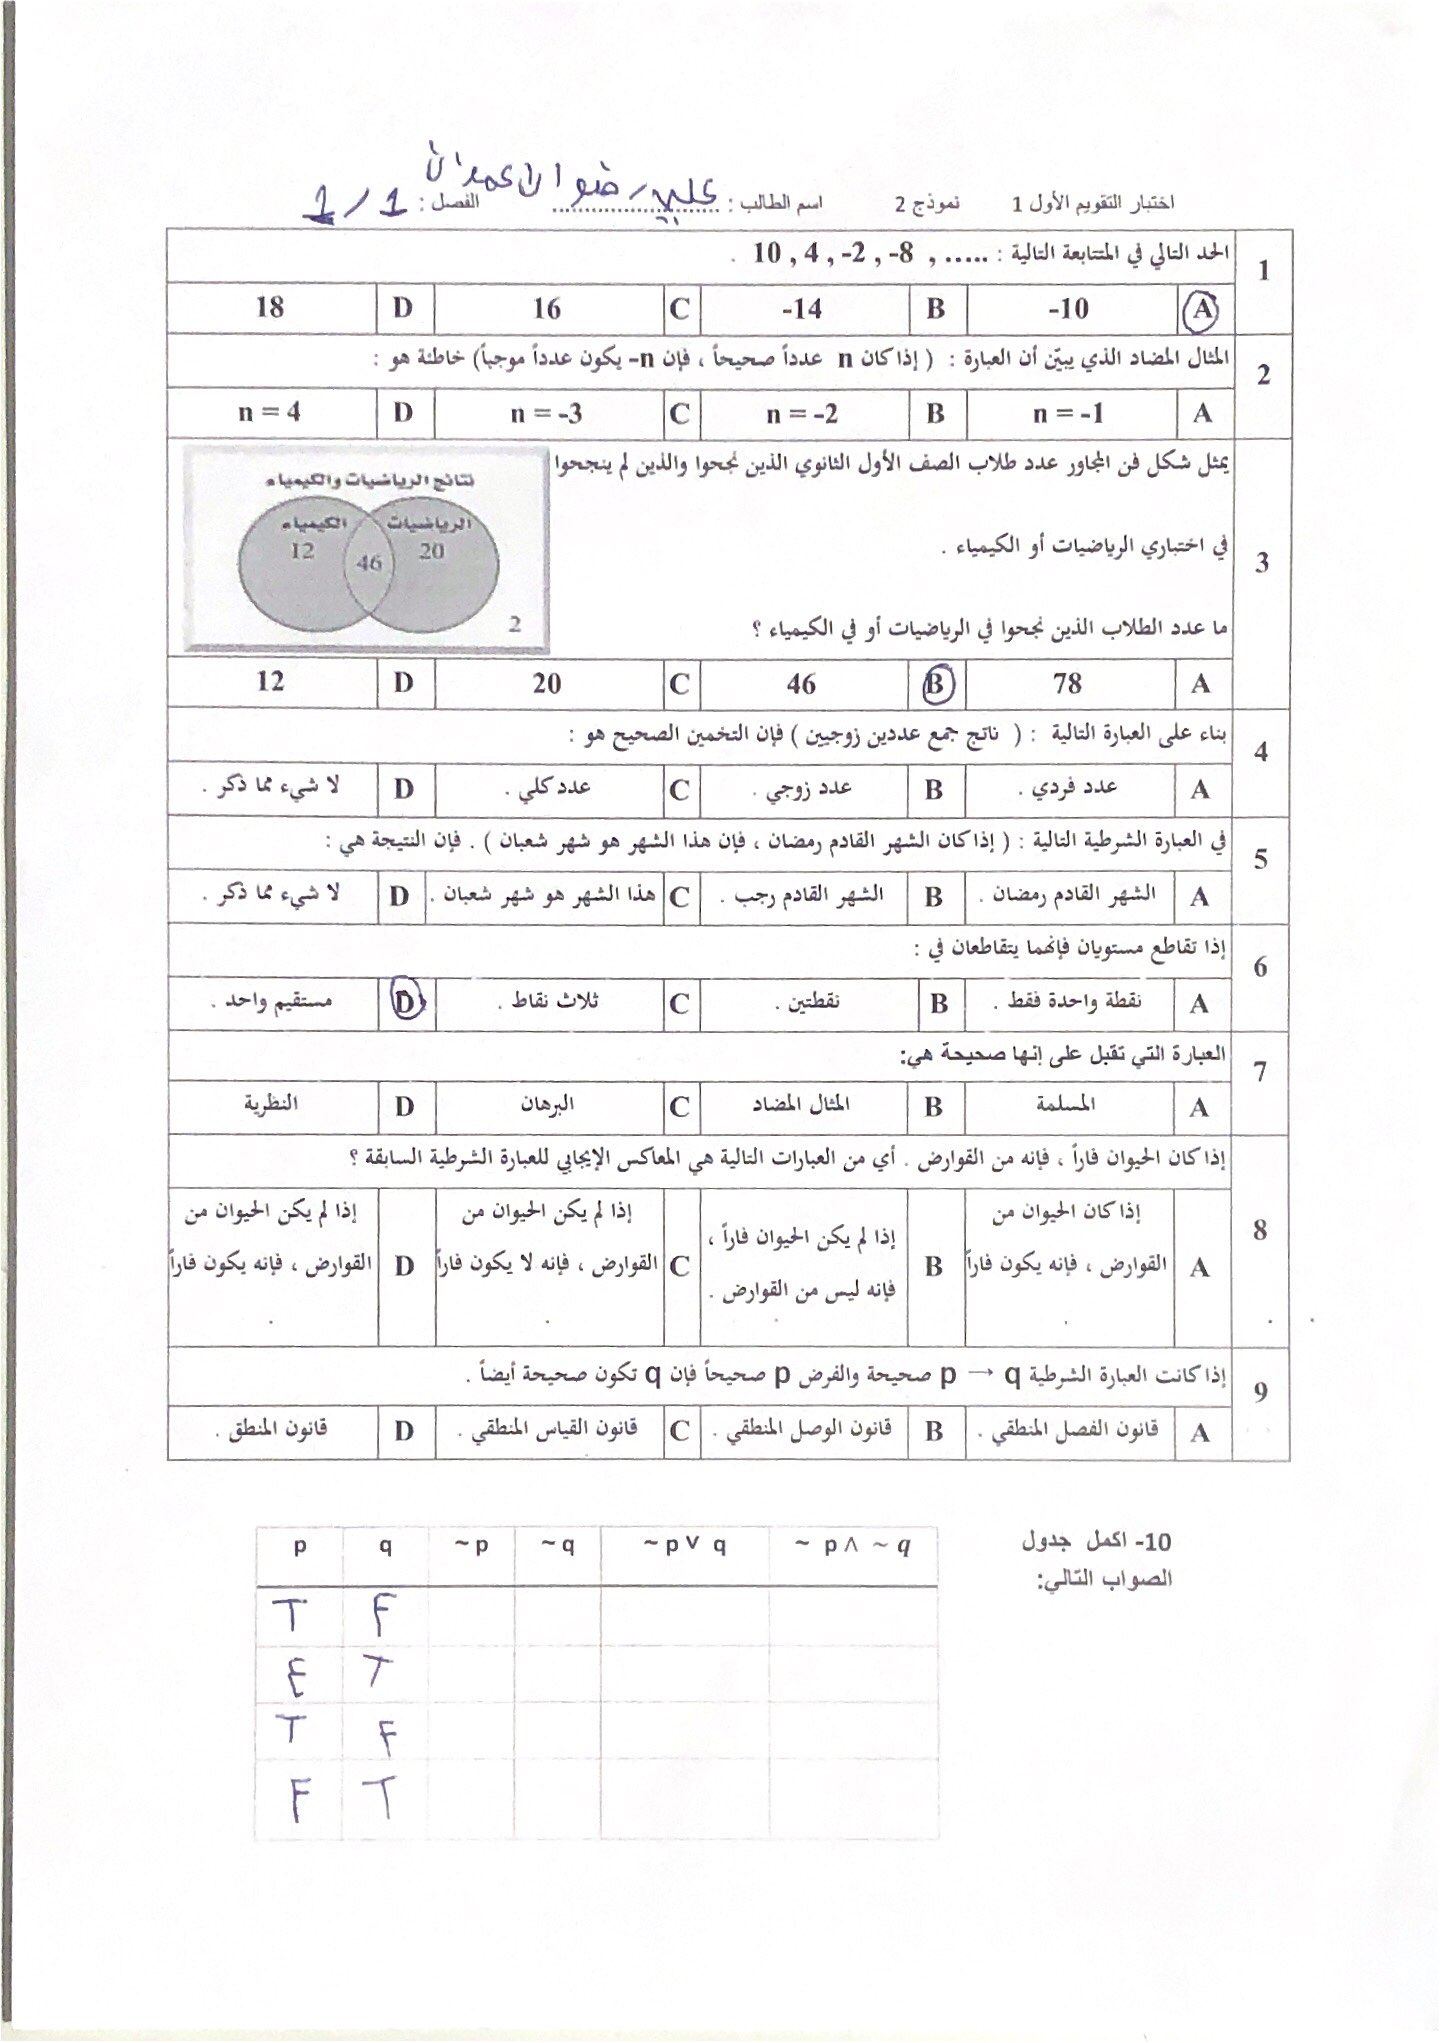 اختبار التقويم الأول 1 نموذج 2 اسم الطالب : علي رضوان عمدان الفصل : 1/1
1 الحد التالي في المتتابعة التالية : 10 , 4 , -2 , -8 , ..... .
A -10 B -14 C 16 D 18
2 المثال المضاد الذي يبيّن أن العبارة : ( إذا كان n عدداً صحيحاً ، فإن n- يكون عدداً موجباً) خاطئة هو :
A n = -1 B n = -2 C n = -3 D n = 4
3 يمثل شكل فن المجاور عدد طلاب الصف الأول الثانوي الذين نجحوا والذين لم ينجحوا
في اختباري الرياضيات أو الكيمياء .
ما عدد الطلاب الذين نجحوا في الرياضيات أو في الكيمياء ؟
نتائج الرياضيات والكيمياء
الرياضيات الكيمياء
20 46 12
2
A 78 B 46 C 20 D 12
4 بناء على العبارة التالية : ( ناتج جمع عددين زوجيين ) فإن التخمين الصحيح هو :
A عدد فردي . B عدد زوجي . C عدد كلي . D لا شيء مما ذكر .
5 في العبارة الشرطية التالية : ( إذا كان الشهر القادم رمضان ، فإن هذا الشهر هو شهر شعبان ) . فإن النتيجة هي :
A الشهر القادم رمضان . B الشهر القادم رجب . C هذا الشهر هو شهر شعبان . D لا شيء مما ذكر .
6 إذا تقاطع مستويان فإنهما يتقاطعان في :
A نقطة واحدة فقط . B نقطتين . C ثلاث نقاط . D مستقيم واحد .
7 العبارة التي تقبل على إنها صحيحة هي:
A المسلمة B المثال المضاد C البرهان D النظرية
8 إذا كان الحيوان فاراً ، فإنه من القوارض . أي من العبارات التالية هي المعاكس الإيجابي للعبارة الشرطية السابقة ؟
A إذا كان الحيوان من القوارض ، فإنه يكون فاراً . B إذا لم يكن الحيوان فاراً ، فإنه ليس من القوارض . C إذا لم يكن الحيوان من القوارض ، فإنه لا يكون فاراً . D إذا لم يكن الحيوان من القوارض ، فإنه يكون فاراً .
9 إذا كانت العبارة الشرطية p → q صحيحة والفرض p صحيحاً فإن q تكون صحيحة أيضاً .
A قانون الفصل المنطقي . B قانون الوصل المنطقي . C قانون القياس المنطقي . D قانون المنطق .
10- اكمل جدول
الصواب التالي:
p q ~p ~q ~p∨ q ~ p∧ ~q
T F
F T
T F
F T